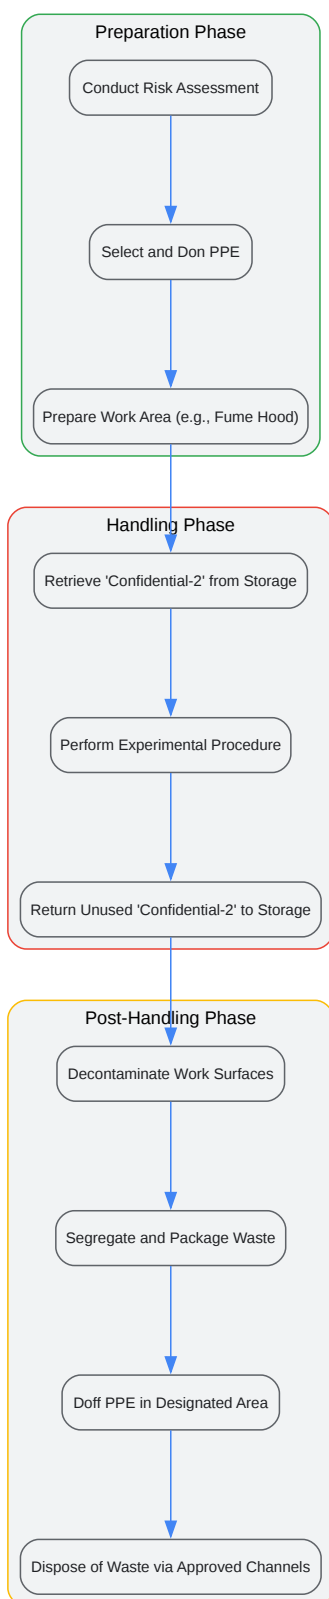 Preparation Phase
Conduct Risk Assessment
Select and Don PPE
Prepare Work Area (e.g., Fume Hood)
Handling Phase
Retrieve 'Confidential-2' from Storage
Perform Experimental Procedure
Return Unused 'Confidential-2' to Storage
Post-Handling Phase
Decontaminate Work Surfaces
Segregate and Package Waste
Doff PPE in Designated Area
Dispose of Waste via Approved Channels